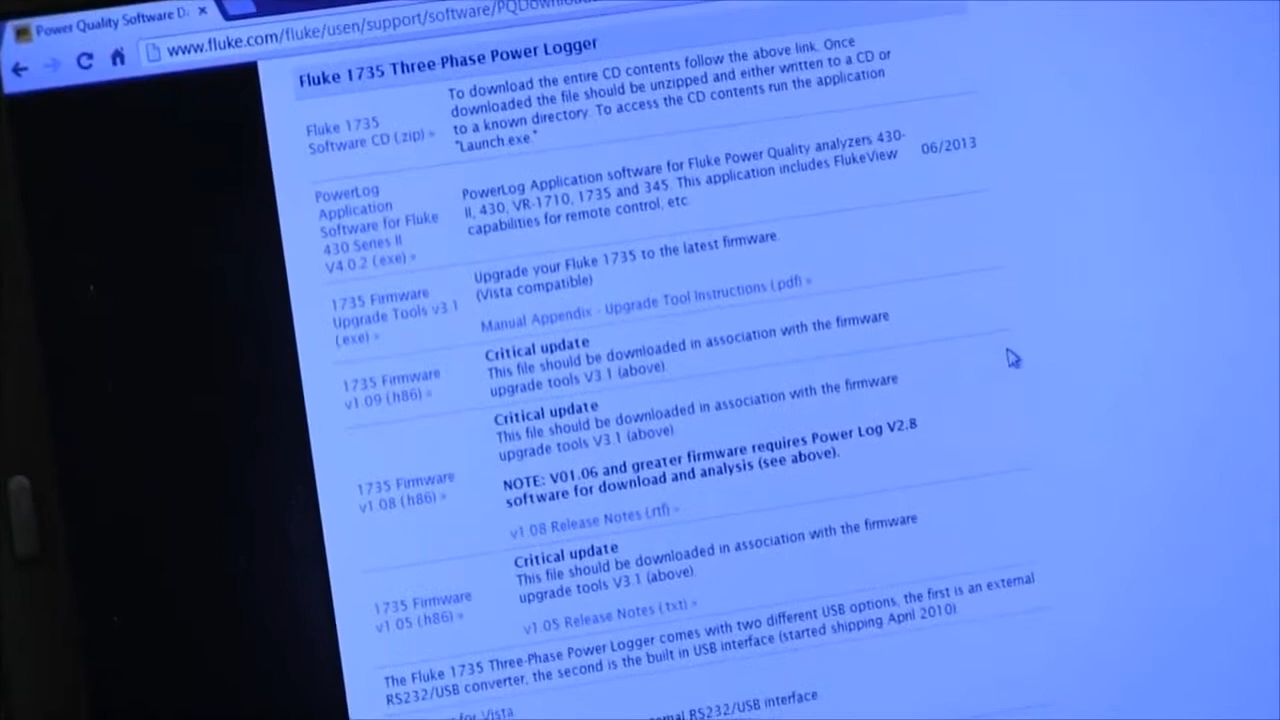 Power Quality Software D
www.fluke.com/fluke/usen/support/software/PQDownload
Fluke 1735 Three-Phase Power Logger
Fluke 1735
Software CD (.zip) »
To download the entire CD contents follow the above link. Once
downloaded the file should be unzipped and either written to a CD or
to a known directory. To access the CD contents run the application
"Launch.exe."
PowerLog
Application
Software for Fluke
430 Series II
V4.0.2 (exe) »
PowerLog Application software for Fluke Power Quality analyzers 430-
II, 430, VR-1710, 1735 and 345. This application includes FlukeView
capabilities for remote control, etc.
06/2013
1735 Firmware
Upgrade Tools v3.1
(exe) »
Upgrade your Fluke 1735 to the latest firmware.
(Vista compatible)
Manual Appendix - Upgrade Tool Instructions (.pdf) »
1735 Firmware
v1.09 (h86) »
Critical update
This file should be downloaded in association with the firmware
upgrade tools V3.1 (above).
1735 Firmware
v1.08 (h86) »
Critical update
This file should be downloaded in association with the firmware
upgrade tools V3.1 (above).
NOTE: V01.06 and greater firmware requires Power Log V2.8
software for download and analysis (see above).
v1.08 Release Notes (.rtf) »
1735 Firmware
v1.05 (h86) »
Critical update
This file should be downloaded in association with the firmware
upgrade tools V3.1 (above).
v1.05 Release Notes (.txt) »
The Fluke 1735 Three-Phase Power Logger comes with two different USB options, the first is an external
RS232/USB converter, the second is the built in USB interface (started shipping April 2010).
for Vista
RS232/USB interface